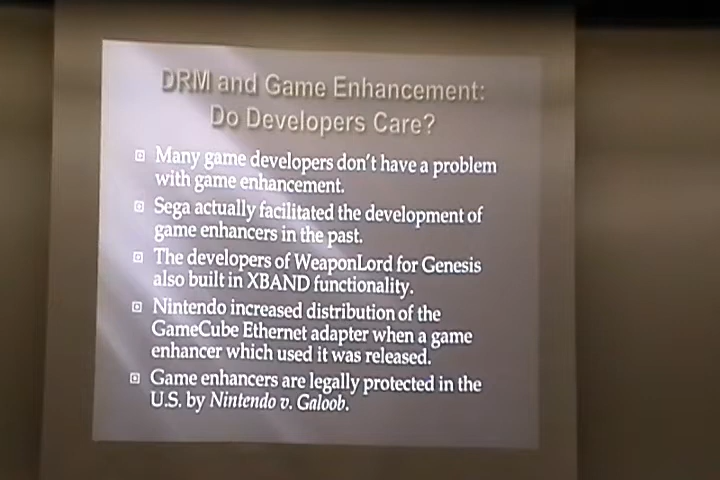 DRM and Game Enhancement:
Do Developers Care?
Many game developers don't have a problem
with game enhancement.
Sega actually facilitated the development of
game enhancers in the past.
The developers of WeaponLord for Genesis
also built in XBAND functionality.
Nintendo increased distribution of the
GameCube Ethernet adapter when a game
enhancer which used it was released.
Game enhancers are legally protected in the
U.S. by Nintendo v. Galoob.